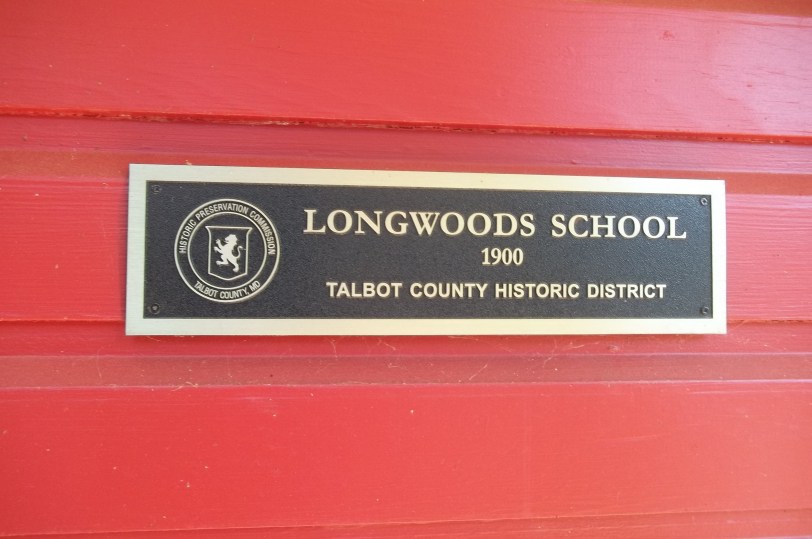 HISTORIC PRESERVATION COMMISSION
TALBOT COUNTY, MD
LONGWOODS SCHOOL
1900
TALBOT COUNTY HISTORIC DISTRICT